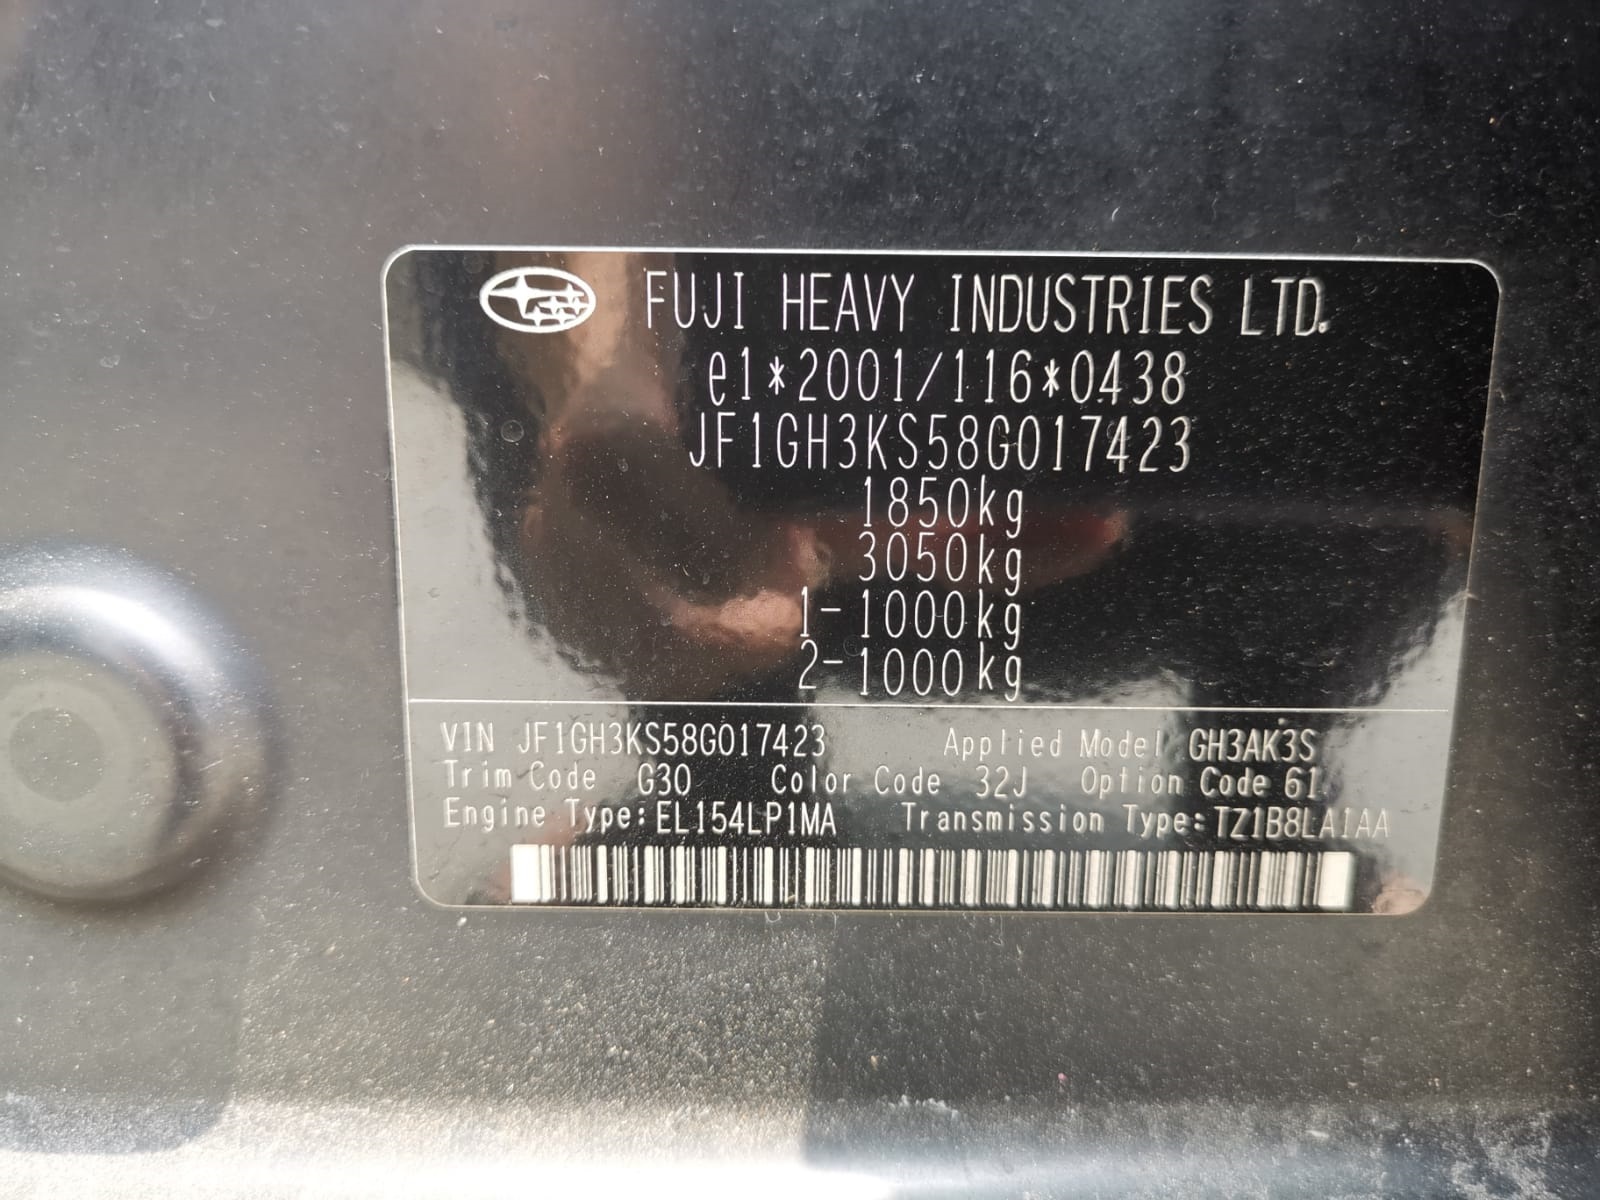 FUJI HEAVY INDUSTRIES LTD.
e1*2001/116*0438
JF1GH3KS58G017423
1850kg
3050kg
1-1000kg
2-1000kg
VIN JF1GH3KS58G017423 Applied Model GH3AK3S
Trim Code G30 Color Code 32J Option Code 61
Engine Type:EL154LP1MA Transmission Type:TZ1B8LA1AA